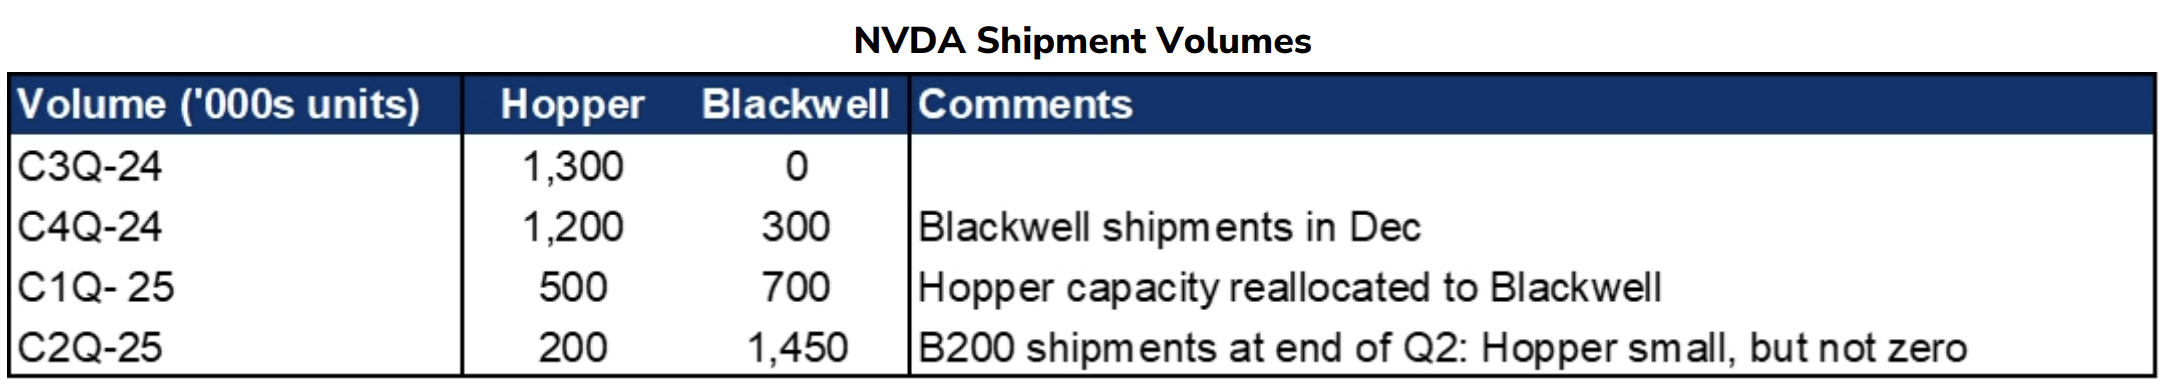 NVDA Shipment Volumes
Volume ('000s units) Hopper Blackwell Comments
C3Q-24 1,300 0
C4Q-24 1,200 300 Blackwell shipments in Dec
C1Q- 25 500 700 Hopper capacity reallocated to Blackwell
C2Q-25 200 1,450 B200 shipments at end of Q2: Hopper small, but not zero